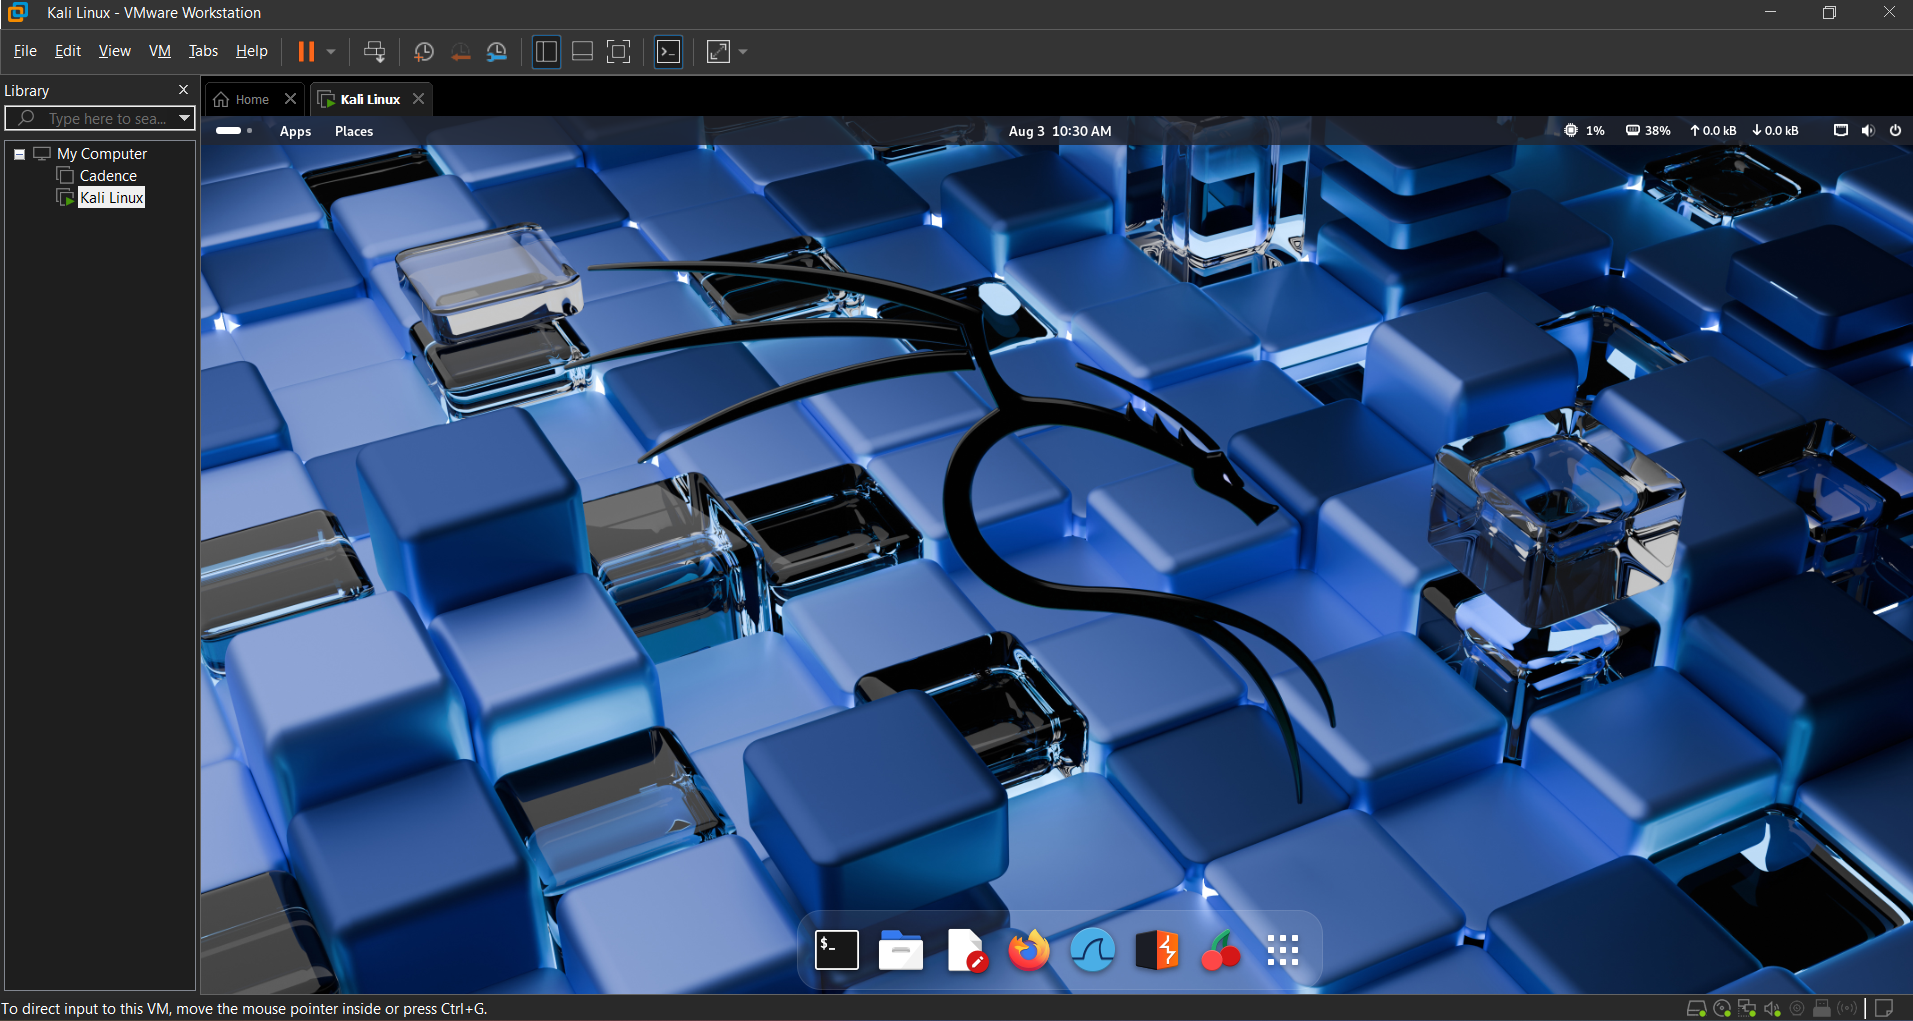 Kali Linux - VMware Workstation
File Edit View VM Tabs Help
Library
Type here to sea...
My Computer
Cadence
Kali Linux
Home
Kali Linux
Apps Places
Aug 3 10:30 AM
1% 38% 0.0 kB 0.0 kB
$_
To direct input to this VM, move the mouse pointer inside or press Ctrl+G.